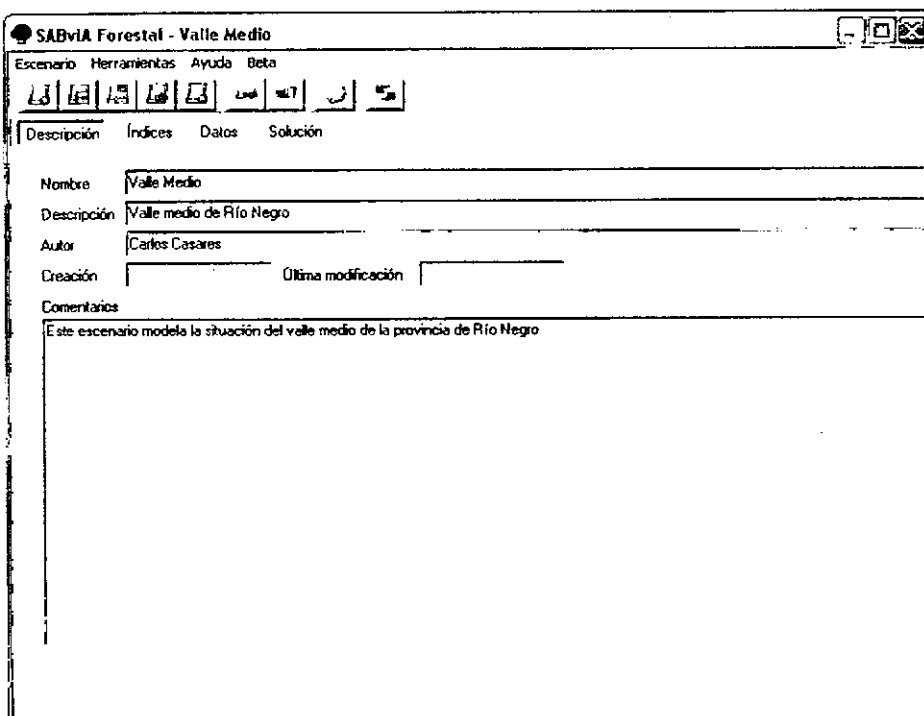 SABviA Forestal - Valle Medio
Escenario Herramientas Ayuda Beta
Descripción Índices Datos Solución
Nombre Valle Medio
Descripción Valle medio de Río Negro
Autor Carlos Casares
Creación Última modificación
Comentarios
Este escenario modela la situación del valle medio de la provincia de Río Negro